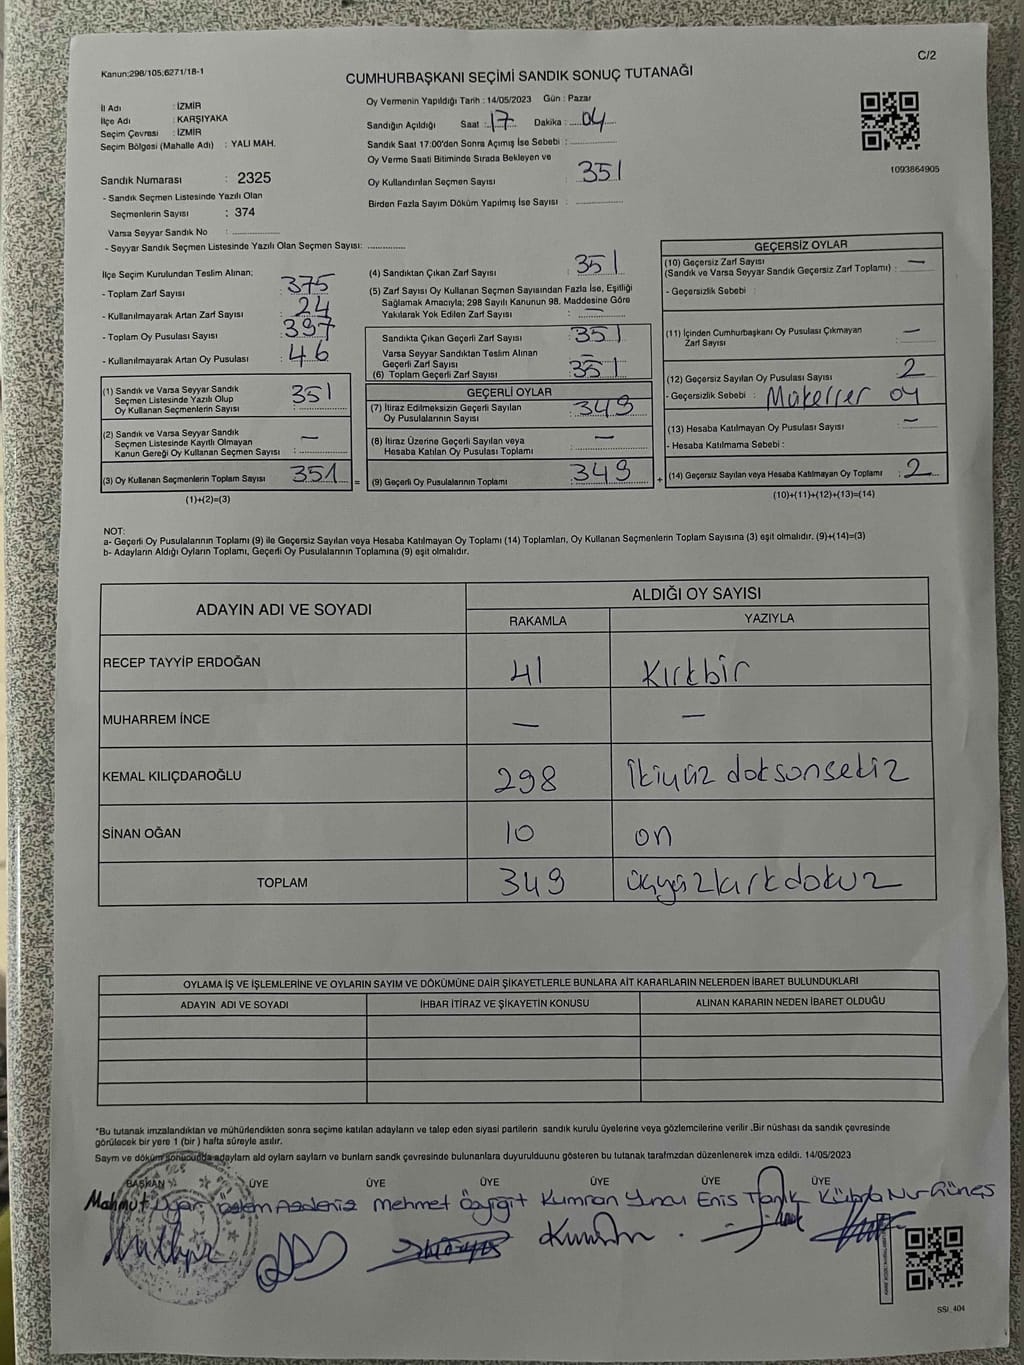 Kanun;298/105;6271/18-1
C/2
CUMHURBAŞKANI SEÇİMİ SANDIK SONUÇ TUTANAĞI
İl Adı : İZMİR
İlçe Adı : KARŞIYAKA
Seçim Çevresi : İZMİR
Seçim Bölgesi (Mahalle Adı) : YALI MAH.
Sandık Numarası : 2325
- Sandık Seçmen Listesinde Yazılı Olan
Seçmenlerin Sayısı : 374
Varsa Seyyar Sandık No :
- Seyyar Sandık Seçmen Listesinde Yazılı Olan Seçmen Sayısı:
Oy Vermenin Yapıldığı Tarih : 14/05/2023 Gün : Pazar
Sandığın Açıldığı Saat : 17 Dakika : 04
Sandık Saat 17:00'den Sonra Açımış İse Sebebi :
Oy Verme Saati Bitiminde Sırada Bekleyen ve
Oy Kullandırılan Seçmen Sayısı 351
Birden Fazla Sayım Döküm Yapılmış İse Sayısı :
1093864905
İlçe Seçim Kurulundan Teslim Alınan;
- Toplam Zarf Sayısı 375
- Kullanılmayarak Artan Zarf Sayısı 24
- Toplam Oy Pusulası Sayısı 397
- Kullanılmayarak Artan Oy Pusulası 46
(1) Sandık ve Varsa Seyyar Sandık
Seçmen Listesinde Yazılı Olup
Oy Kullanan Seçmenlerin Sayısı : 351
(2) Sandık ve Varsa Seyyar Sandık
Seçmen Listesinde Kayıtlı Olmayan
Kanun Gereği Oy Kullanan Seçmen Sayısı : —
(3) Oy Kullanan Seçmenlerin Toplam Sayısı 351 =
(1)+(2)=(3)
(4) Sandıktan Çıkan Zarf Sayısı 351
(5) Zarf Sayısı Oy Kullanan Seçmen Sayısından Fazla İse, Eşitliği
Sağlamak Amacıyla; 298 Sayılı Kanunun 98. Maddesine Göre
Yakılarak Yok Edilen Zarf Sayısı : —
Sandıkta Çıkan Geçerli Zarf Sayısı : 351
Varsa Seyyar Sandıktan Teslim Alınan
Geçerli Zarf Sayısı : —
(6) Toplam Geçerli Zarf Sayısı : 351
GEÇERLİ OYLAR
(7) İtiraz Edilmeksizin Geçerli Sayılan
Oy Pusulalarının Sayısı : 349
(8) İtiraz Üzerine Geçerli Sayılan veya
Hesaba Katılan Oy Pusulası Toplamı : —
(9) Geçerli Oy Pusulalarının Toplamı : 349 +
GEÇERSİZ OYLAR
(10) Geçersiz Zarf Sayısı
(Sandık ve Varsa Seyyar Sandık Geçersiz Zarf Toplamı) : —
- Geçersizlik Sebebi :
(11) İçinden Cumhurbaşkanı Oy Pusulası Çıkmayan
Zarf Sayısı : —
(12) Geçersiz Sayılan Oy Pusulası Sayısı : 2
- Geçersizlik Sebebi : Mükerrer oy
(13) Hesaba Katılmayan Oy Pusulası Sayısı : —
- Hesaba Katılmama Sebebi :
(14) Geçersiz Sayılan veya Hesaba Katılmayan Oy Toplamı : 2
(10)+(11)+(12)+(13)=(14)
NOT:
a- Geçerli Oy Pusulalarının Toplamı (9) ile Geçersiz Sayılan veya Hesaba Katılmayan Oy Toplamı (14) Toplamları, Oy Kullanan Seçmenlerin Toplam Sayısına (3) eşit olmalıdır. (9)+(14)=(3)
b- Adayların Aldığı Oyların Toplamı, Geçerli Oy Pusulalarının Toplamına (9) eşit olmalıdır.
ADAYIN ADI VE SOYADI
ALDIĞI OY SAYISI
RAKAMLA YAZIYLA
RECEP TAYYİP ERDOĞAN 41 Kırkbir
MUHARREM İNCE — —
KEMAL KILIÇDAROĞLU 298 İkiyüz doksansekiz
SİNAN OĞAN 10 on
TOPLAM 349 üçyüzkırkdokuz
OYLAMA İŞ VE İŞLEMLERİNE VE OYLARIN SAYIM VE DÖKÜMÜNE DAİR ŞİKAYETLERLE BUNLARA AİT KARARLARIN NELERDEN İBARET BULUNDUKLARI
ADAYIN ADI VE SOYADI İHBAR İTİRAZ VE ŞİKAYETİN KONUSU ALINAN KARARIN NEDEN İBARET OLDUĞU
*Bu tutanak imzalandıktan ve mühürlendikten sonra seçime katılan adayların ve talep eden siyasi partilerin sandık kurulu üyelerine veya gözlemcilerine verilir .Bir nüshası da sandık çevresinde
görülecek bir yere 1 (bir) hafta süreyle asılır.
Sayım ve döküm sonucunda adayların aldı oyların sayıları ve bunların sandk çevresinde bulunanlara duyurulduunu gösteren bu tutanak tarafımzdan düzenlenerek imza edildi. 14/05/2023
BAŞKAN ÜYE ÜYE ÜYE ÜYE ÜYE
Mahmut Uğar Mehmet Özyiğit Kumran Enis Kübra Nur Güneş
SSI. 404